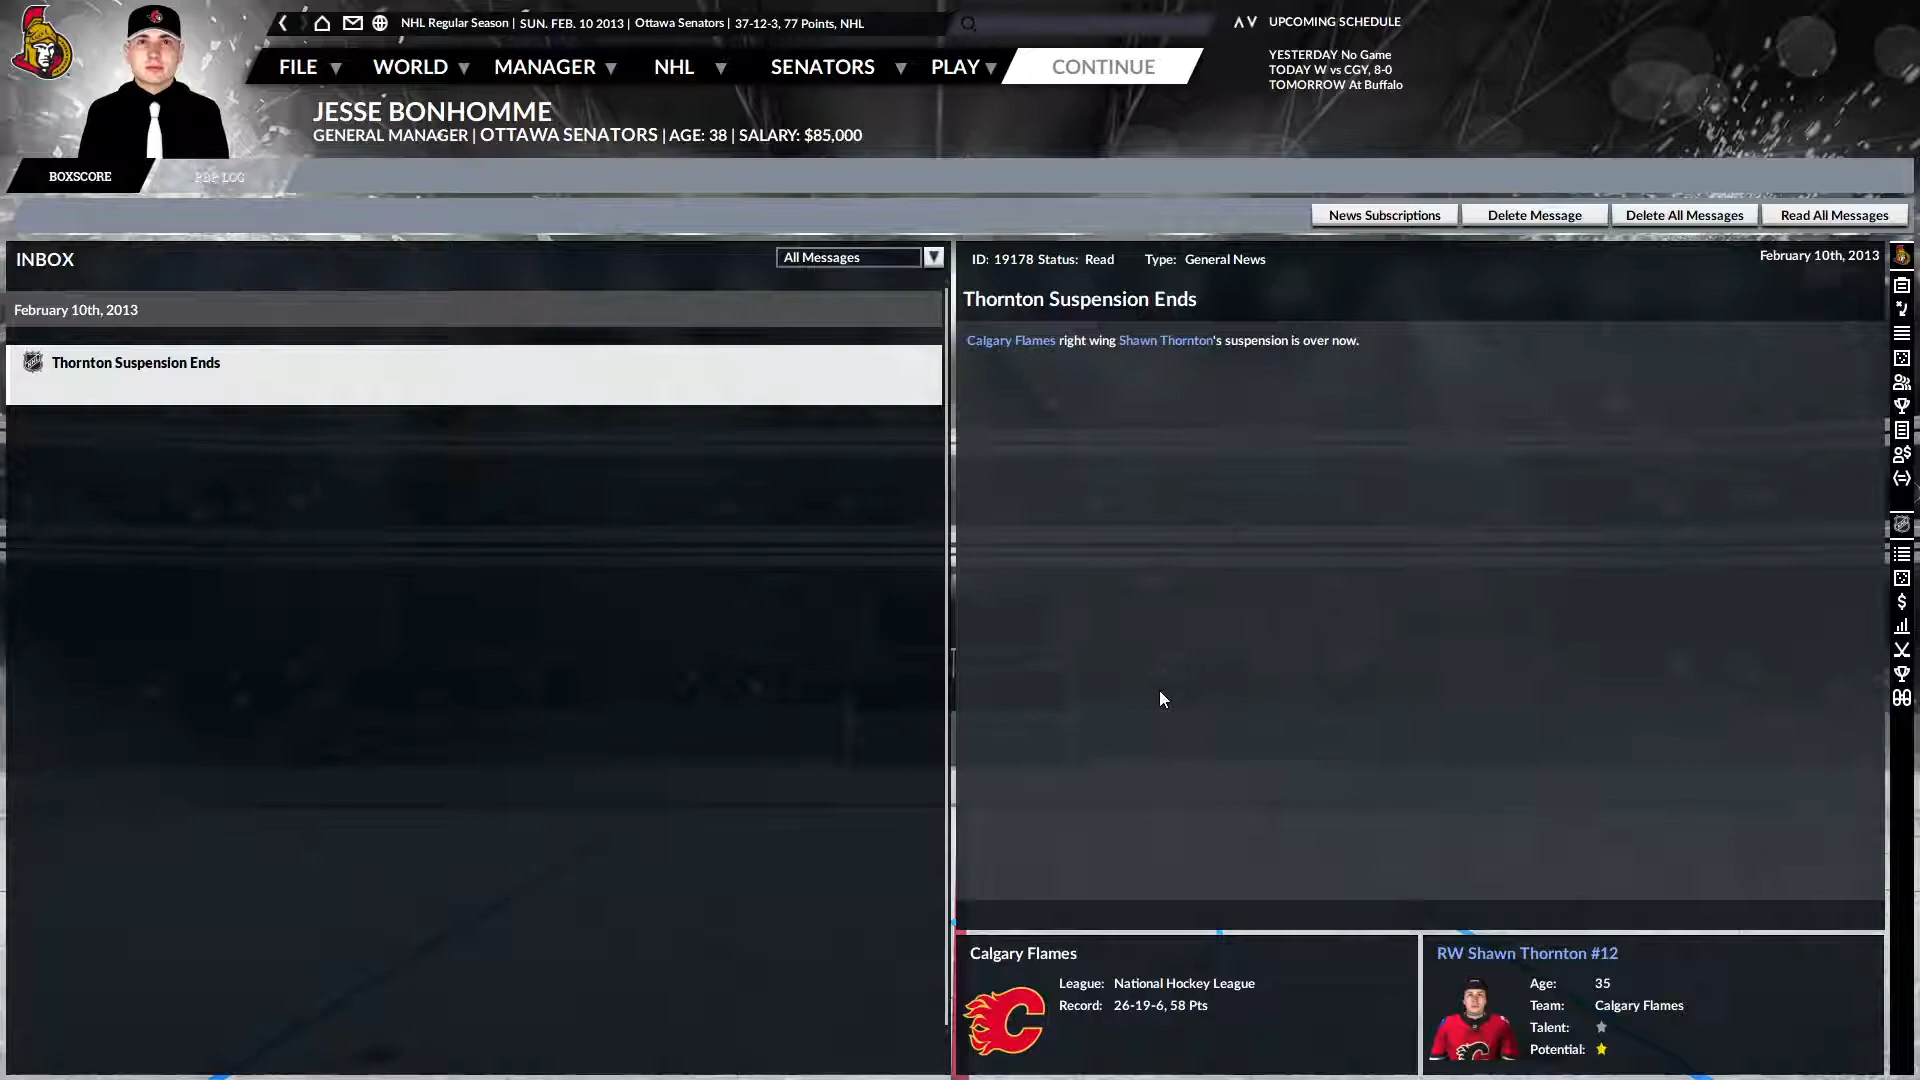 NHL Regular Season | SUN. FEB. 10 2013 | Ottawa Senators | 37-12-3, 77 Points, NHL
UPCOMING SCHEDULE
YESTERDAY No Game
TODAY W vs CGY, 8-0
TOMORROW At Buffalo
FILE WORLD MANAGER NHL SENATORS PLAY CONTINUE
JESSE BONHOMME
GENERAL MANAGER | OTTAWA SENATORS | AGE: 38 | SALARY: $85,000
BOXSCORE PBP LOG
News Subscriptions Delete Message Delete All Messages Read All Messages
INBOX All Messages
February 10th, 2013
Thornton Suspension Ends
ID: 19178 Status: Read Type: General News February 10th, 2013
Thornton Suspension Ends
Calgary Flames right wing Shawn Thornton's suspension is over now.
Calgary Flames
League: National Hockey League
Record: 26-19-6, 58 Pts
RW Shawn Thornton #12
Age: 35
Team: Calgary Flames
Talent:
Potential: